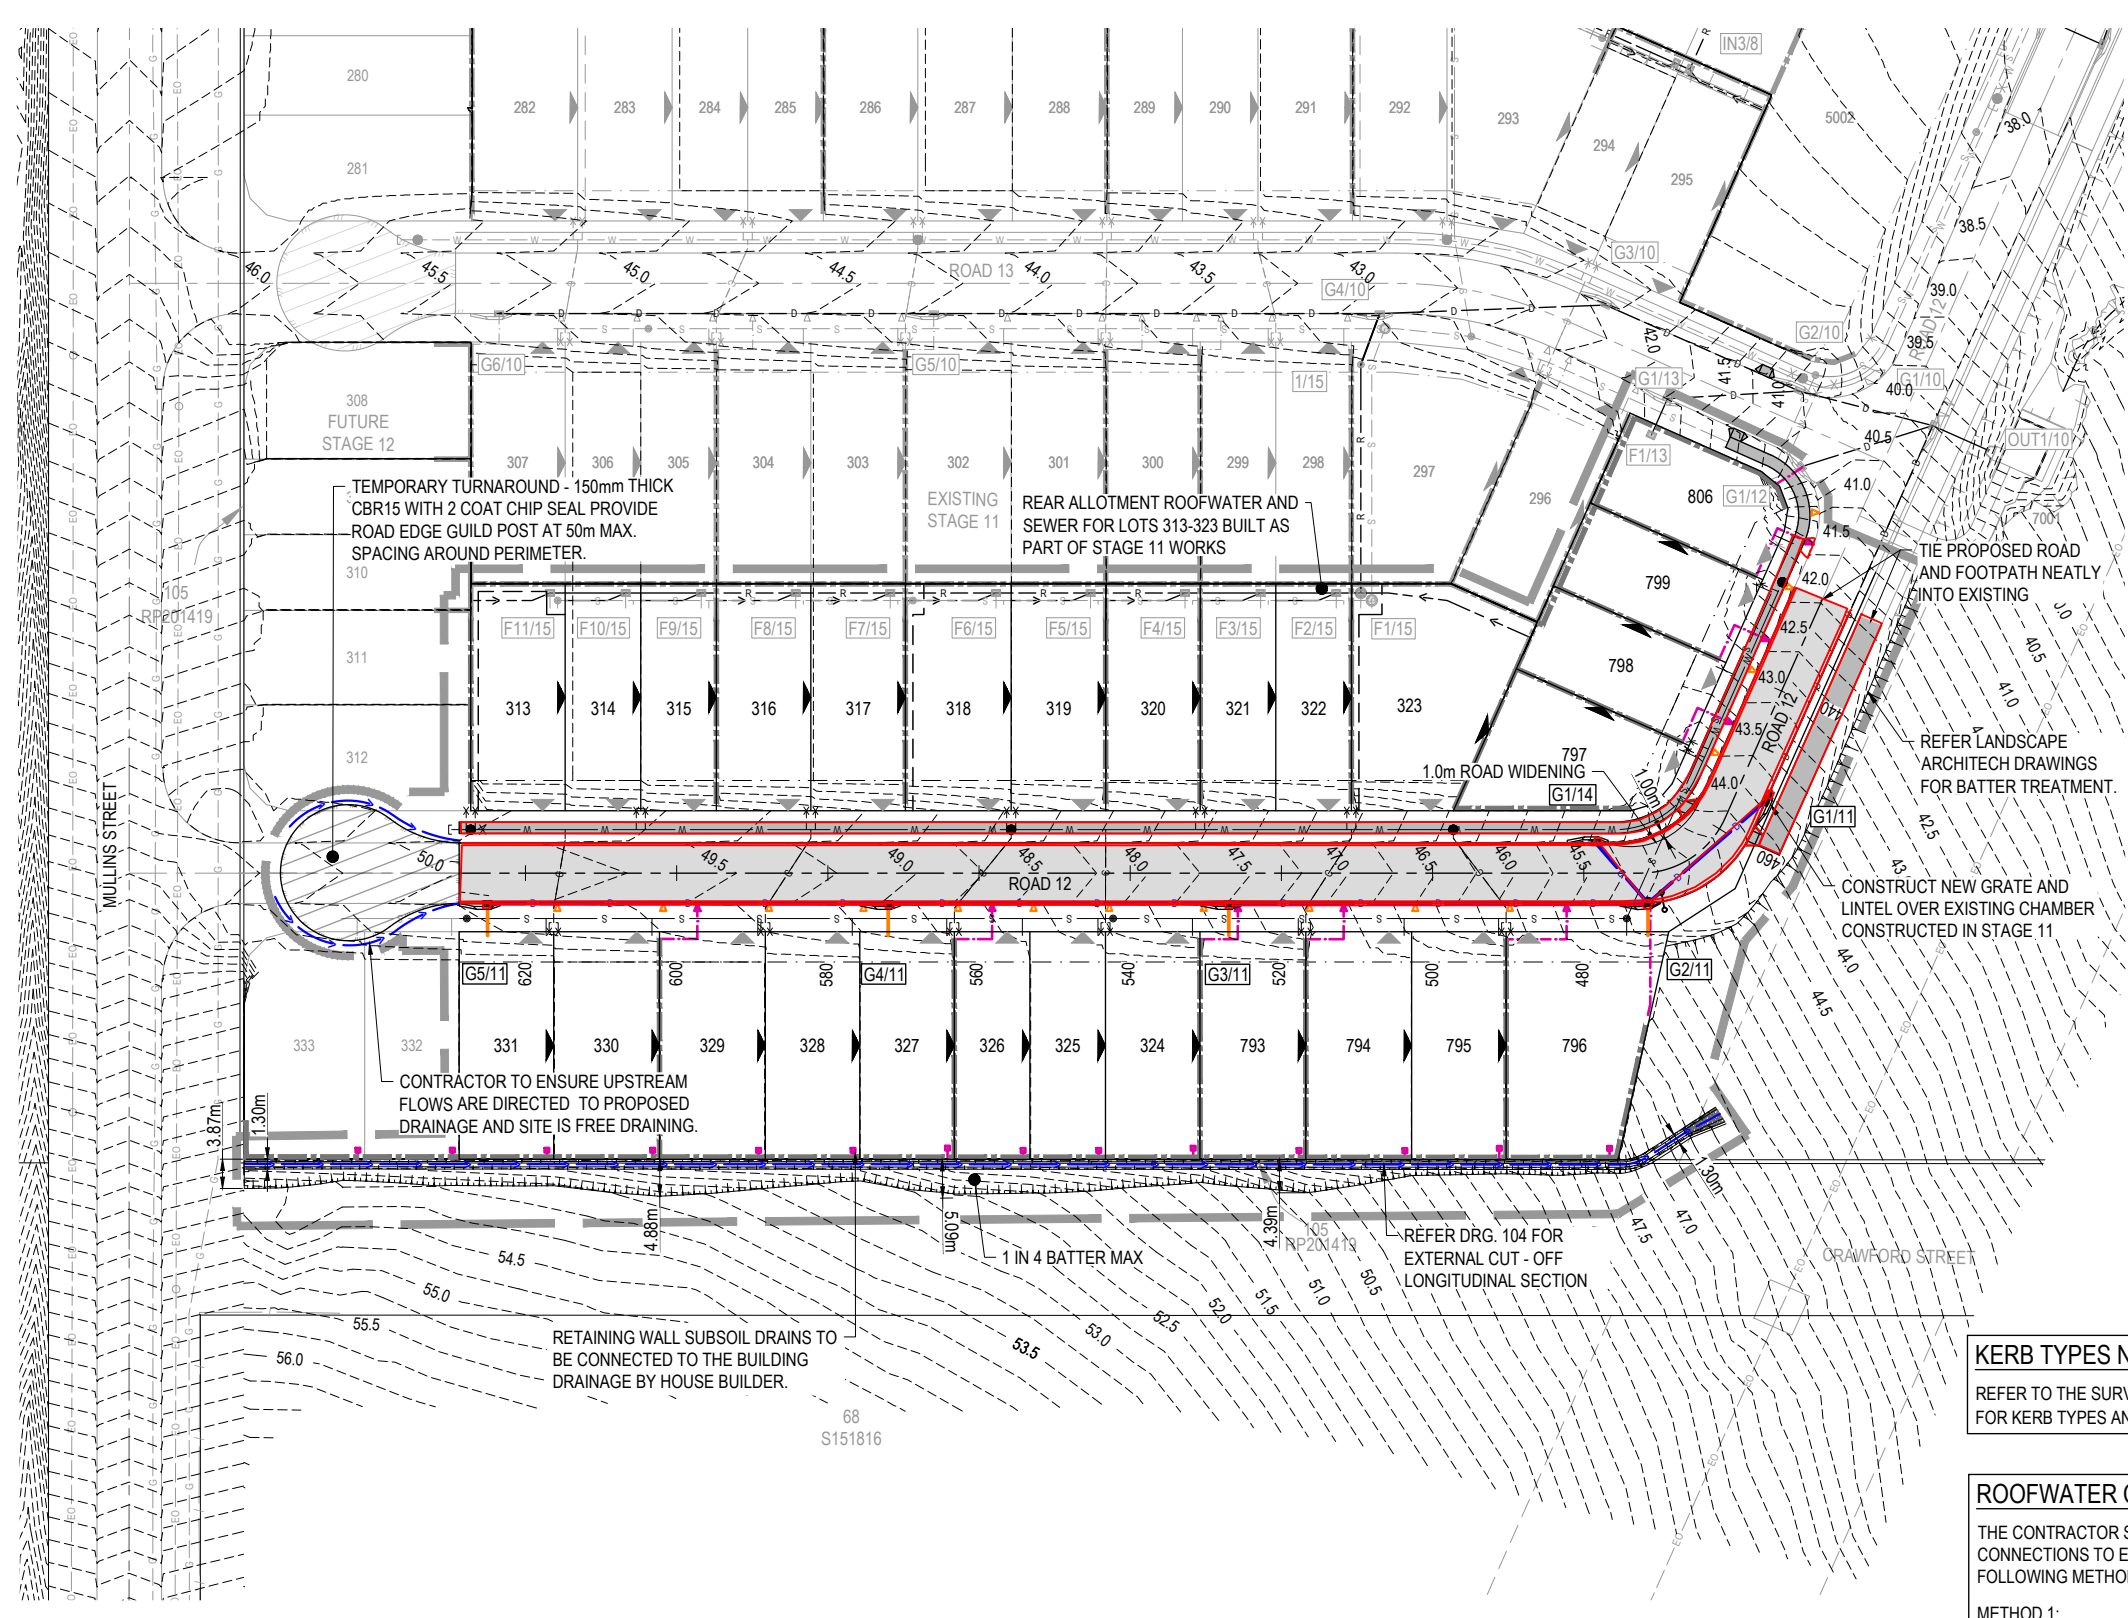 IN3/8
280
282
283
284
285
286
287
288
289
290
291
292
293
294
295
5002
38.0
281
38.5
G3/10
46.0
45.5
45.0
44.5
ROAD 13
44.0
43.5
43.0
G4/10
39.0
ROAD 12
39.5
G2/10
42.0
41.5
41.0
G1/13
G1/10
40.0
G6/10
G5/10
1/15
308
FUTURE
STAGE 12
40.5
OUT1/10
307
306
305
304
303
302
301
300
299
298
297
296
F1/13
EXISTING
STAGE 11
806
G1/12
41.0
7001
41.5
TEMPORARY TURNAROUND - 150mm THICK
CBR15 WITH 2 COAT CHIP SEAL PROVIDE
ROAD EDGE GUILD POST AT 50m MAX.
SPACING AROUND PERIMETER.
REAR ALLOTMENT ROOFWATER AND
SEWER FOR LOTS 313-323 BUILT AS
PART OF STAGE 11 WORKS
TIE PROPOSED ROAD
AND FOOTPATH NEATLY
INTO EXISTING
310
105
RP201419
799
42.0
F11/15
F10/15
F9/15
F8/15
F7/15
F6/15
F5/15
F4/15
F3/15
F2/15
F1/15
42.5
40.5
311
798
43.0
41.0
313
314
315
316
317
318
319
320
321
322
323
440
43.5
ROAD 12
REFER LANDSCAPE
ARCHITECH DRAWINGS
FOR BATTER TREATMENT.
312
797
1.0m ROAD WIDENING
G1/14
1.00m
44.0
G1/11
42.5
MULLINS STREET
50.0
49.5
49.0
48.5
48.0
47.5
47.0
46.5
46.0
45.5
460
ROAD 12
CONSTRUCT NEW GRATE AND
LINTEL OVER EXISTING CHAMBER
CONSTRUCTED IN STAGE 11
44.0
44.5
G5/11
620
600
580
G4/11
560
540
G3/11
520
500
480
G2/11
333
332
331
330
329
328
327
326
325
324
793
794
795
796
CONTRACTOR TO ENSURE UPSTREAM
FLOWS ARE DIRECTED TO PROPOSED
DRAINAGE AND SITE IS FREE DRAINING.
3.87m
1.30m
1.30m
4.88m
5.09m
4.39m
105
RP201419
1 IN 4 BATTER MAX
REFER DRG. 104 FOR
EXTERNAL CUT - OFF
LONGITUDINAL SECTION
47.5
47.0
CRAWFORD STREET
54.5
55.0
55.5
56.0
53.5
53.0
52.5
52.0
51.5
51.0
50.5
RETAINING WALL SUBSOIL DRAINS TO
BE CONNECTED TO THE BUILDING
DRAINAGE BY HOUSE BUILDER.
68
S151816
KERB TYPES N
REFER TO THE SURV
FOR KERB TYPES AN
ROOFWATER
THE CONTRACTOR S
CONNECTIONS TO E
FOLLOWING METHO
METHOD 1: